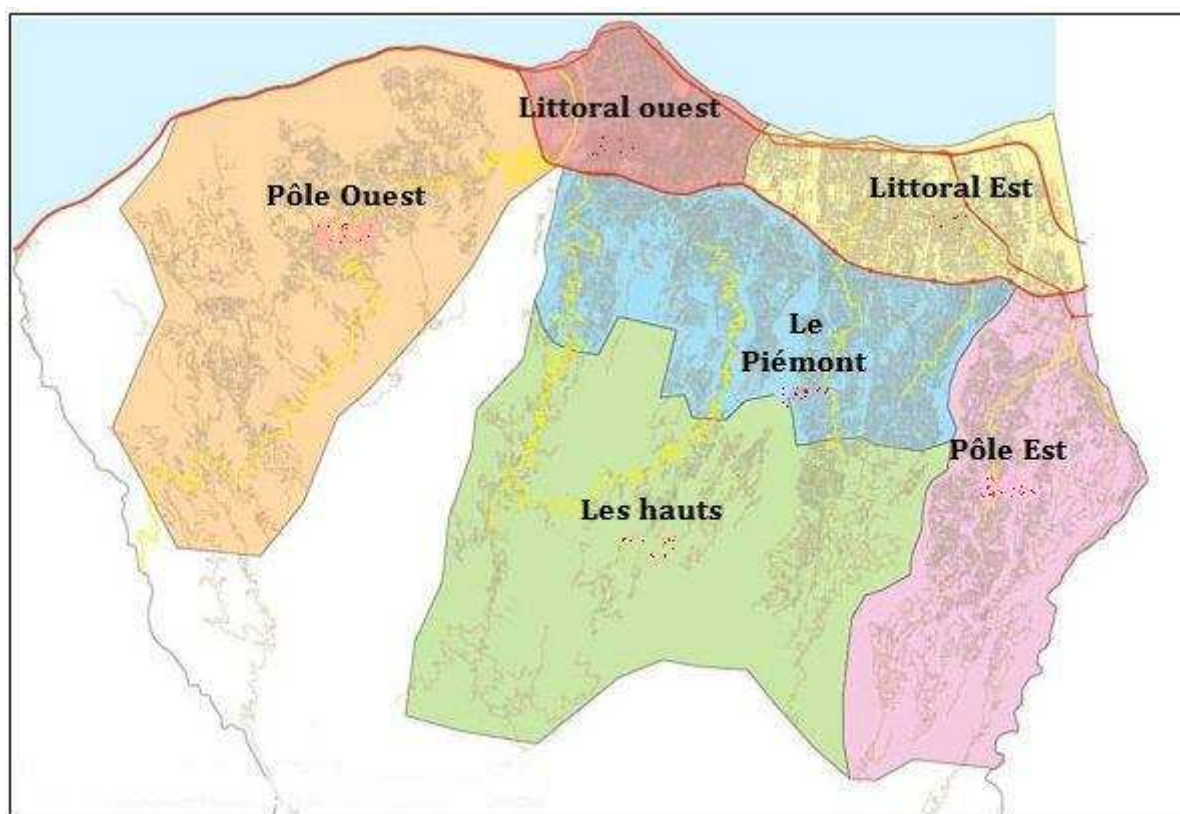 Littoral ouest
Pôle Ouest
Littoral Est
Le
Piémont
Pôle Est
Les hauts